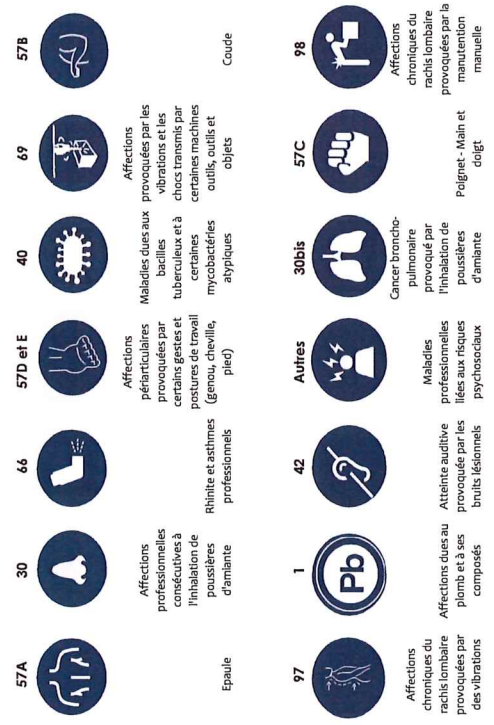 57A
Epaule
30
Affections
professionnelles
consécutives à
l'inhalation de
poussières
d'amiante
66
Rhinite et asthmes
professionnels
57D et E
Affections
périarticulaires
provoquées par
certains gestes et
postures de travail
(genou, cheville,
pied)
40
Maladies dues aux
bacilles
tuberculeux et à
certaines
mycobactéries
atypiques
69
Affections
provoquées par les
vibrations et les
chocs transmis par
certaines machines
outils, outils et
objets
57B
Coude
97
Affections
chroniques du
rachis lombaire
provoquées par
des vibrations
1
Pb
Affections dues au
plomb et à ses
composés
42
Atteinte auditive
provoquée par les
bruits lésionnels
Autres
Maladies
professionnelles
liées aux risques
psychosociaux
30bis
Cancer broncho-
pulmonaire
provoqué par
l'inhalation de
poussières
d'amiante
57C
Poignet - Main et
doigt
98
Affections
chroniques du
rachis lombaire
provoquées par la
manutention
manuelle